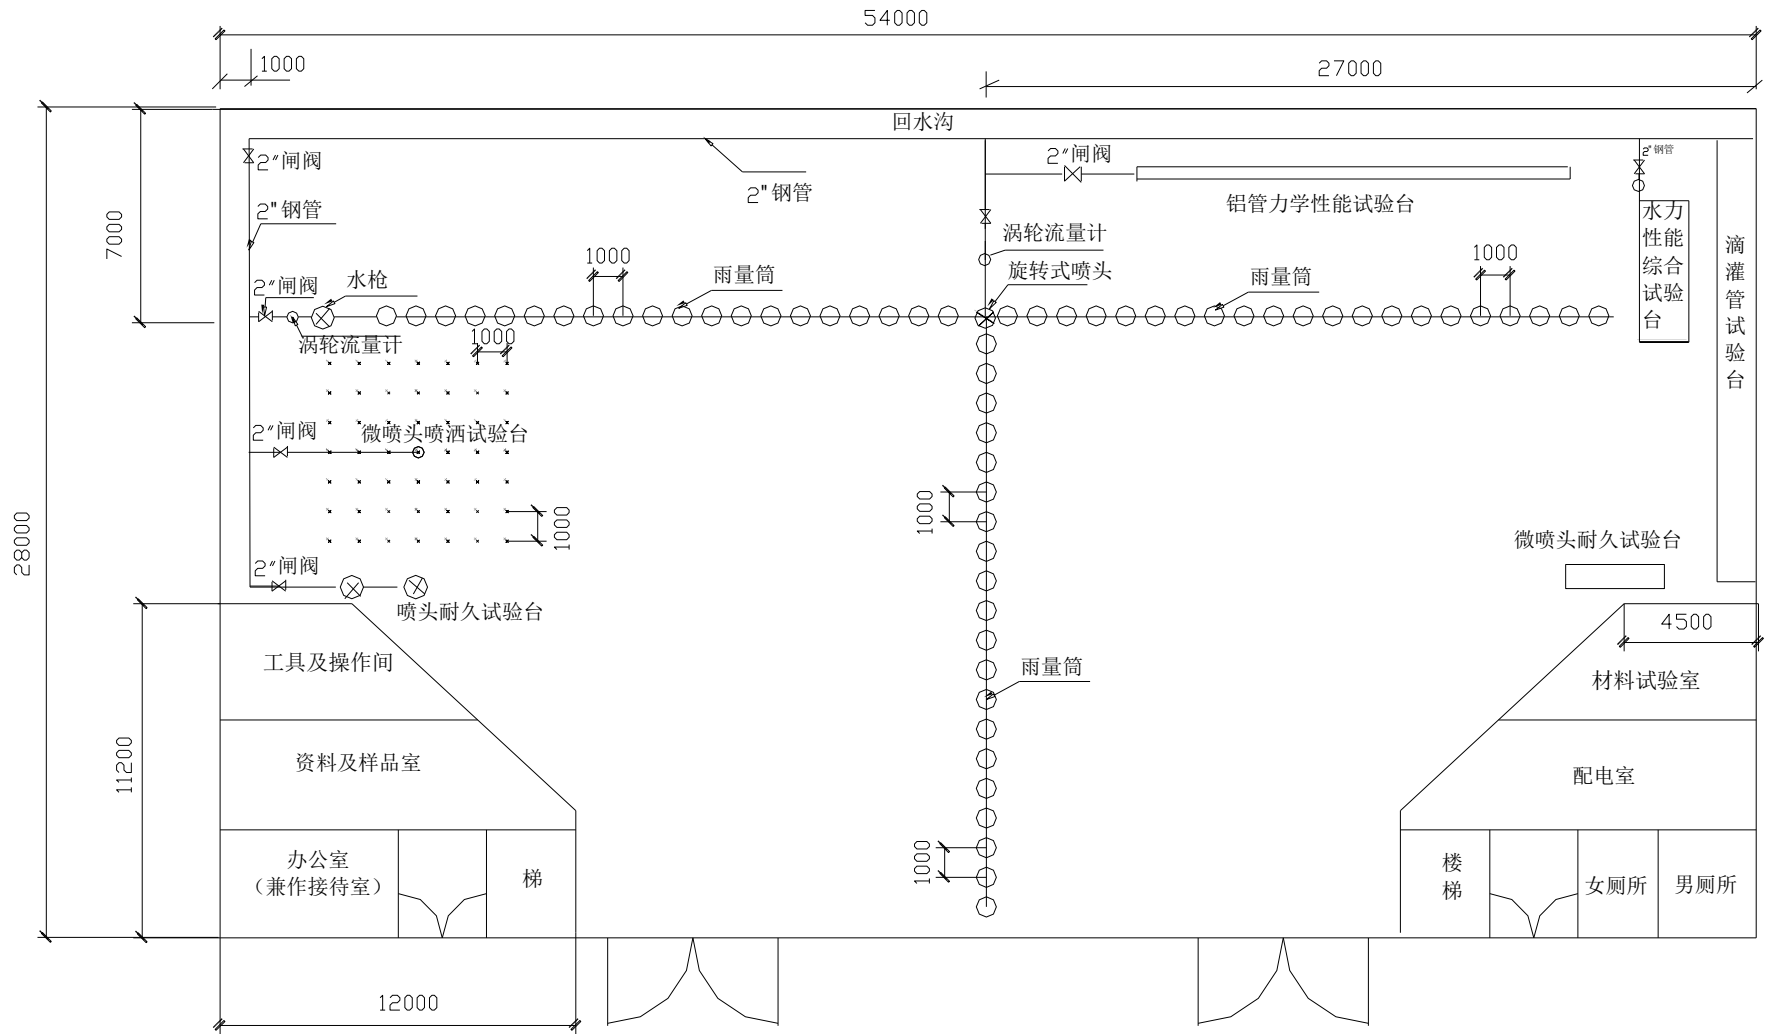 54000
1000
27000
回水沟
2″闸阀
2"钢管
2″闸阀
2″钢管
铝管力学性能试验台
2″钢管
7000
水力
性能
综合
试验
台
滴灌管试验台
涡轮流量计
旋转式喷头
1000
雨量筒
雨量筒
1000
2″闸阀
水枪
涡轮流量计
1000
2″闸阀
微喷头喷洒试验台
28000
1000
1000
微喷头耐久试验台
2″闸阀
喷头耐久试验台
4500
工具及操作间
雨量筒
材料试验室
11200
资料及样品室
配电室
办公室
（兼作接待室）
梯
1000
楼梯
女厕所
男厕所
12000